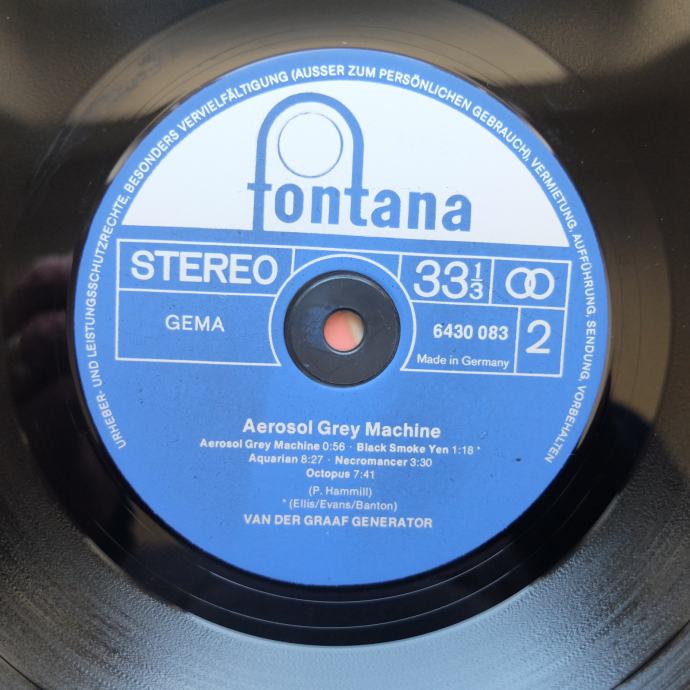 URHEBER- UND LEISTUNGSSCHUTZRECHTE, BESONDERS VERVIELFÄLTIGUNG (AUSSER ZUM PERSÖNLICHEN GEBRAUCH), VERMIETUNG, AUFFÜHRUNG, SENDUNG, VORBEHALTEN
fontana
STEREO
33 1/3
GEMA
6430 083
2
Made in Germany
Aerosol Grey Machine
Aerosol Grey Machine 0:56 · Black Smoke Yen 1:18 *
Aquarian 8:27 · Necromancer 3:30
Octopus 7:41
(P. Hammill)
* (Ellis/Evans/Banton)
VAN DER GRAAF GENERATOR